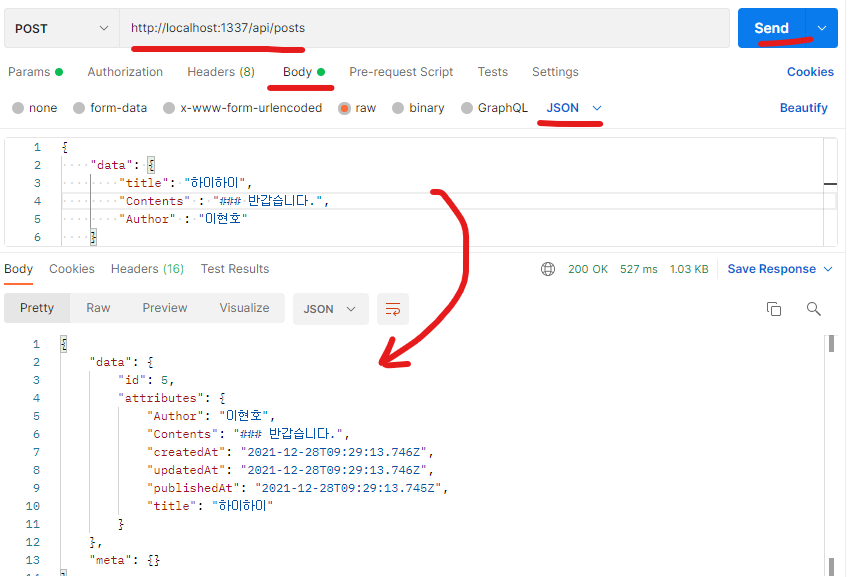 POST http://localhost:1337/api/posts Send
Params Authorization Headers (8) Body Pre-request Script Tests Settings Cookies
none form-data x-www-form-urlencoded raw binary GraphQL JSON Beautify
1 {
2 "data": {
3 "title": "하이하이",
4 "Contents" : "### 반갑습니다.",
5 "Author" : "이현호"
6 }
Body Cookies Headers (16) Test Results 200 OK 527 ms 1.03 KB Save Response
Pretty Raw Preview Visualize JSON
1 {
2 "data": {
3 "id": 5,
4 "attributes": {
5 "Author": "이현호",
6 "Contents": "### 반갑습니다.",
7 "createdAt": "2021-12-28T09:29:13.746Z",
8 "updatedAt": "2021-12-28T09:29:13.746Z",
9 "publishedAt": "2021-12-28T09:29:13.745Z",
10 "title": "하이하이"
11 }
12 },
13 "meta": {}
14 }